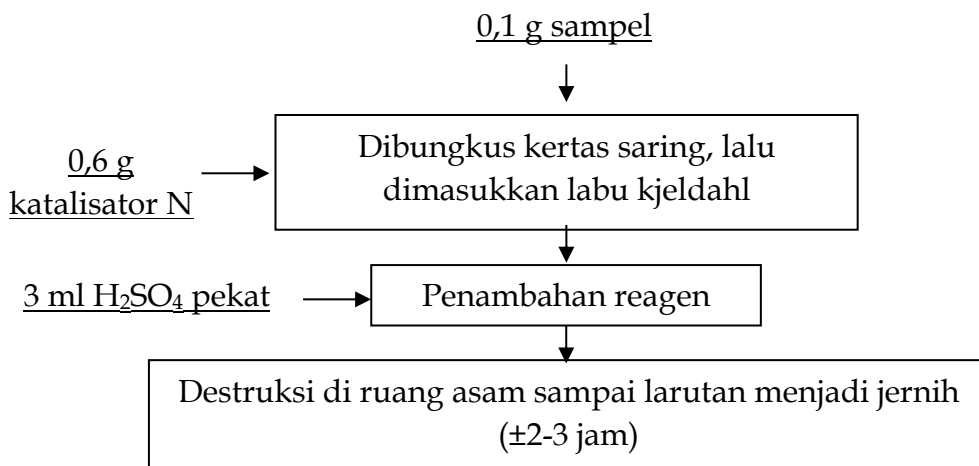 0,1 g sampel
Dibungkus kertas saring, lalu
dimasukkan labu kjeldahl
0,6 g
katalisator N
3 ml H₂SO₄ pekat
Penambahan reagen
Destruksi di ruang asam sampai larutan menjadi jernih
(±2-3 jam)